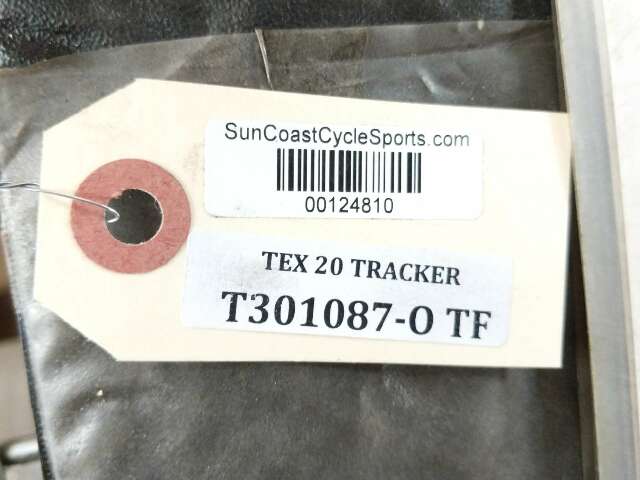 SunCoastCycleSports.com
00124810
TEX 20 TRACKER
T301087-O TF